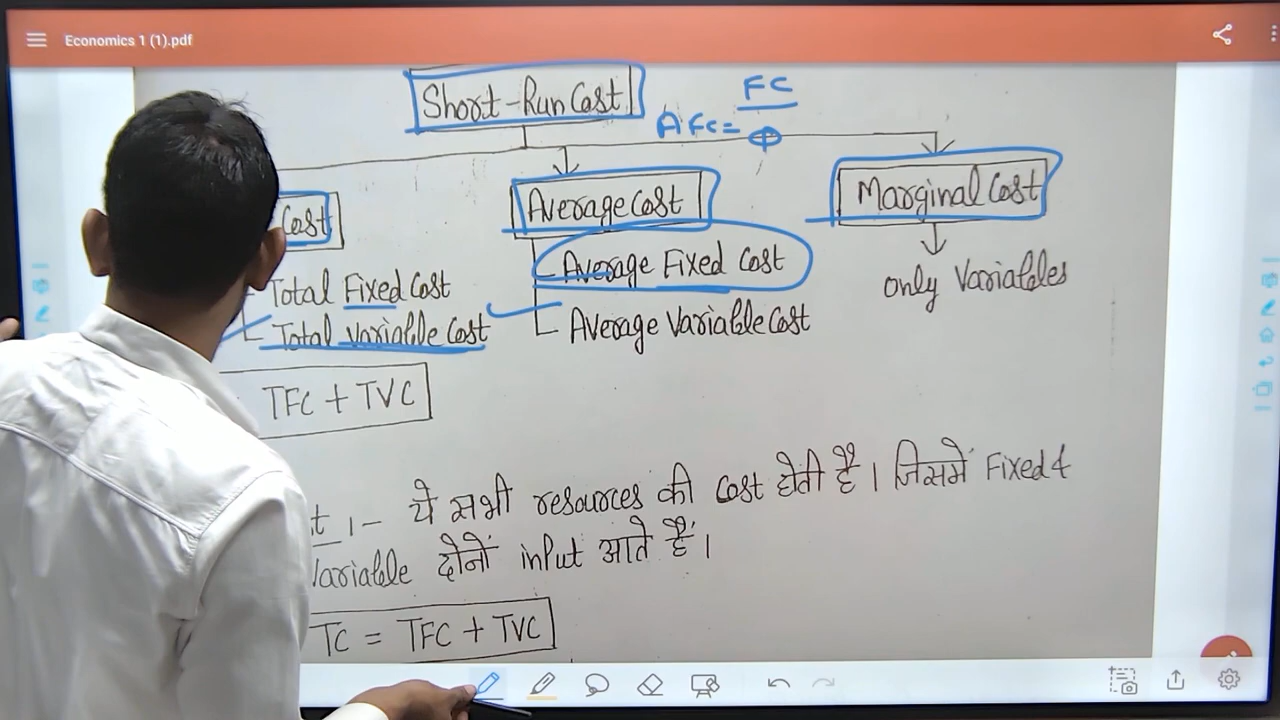 Economics 1 (1).pdf
Short-Run Cost
FC
AFC= Φ
Cost
Average Cost
Marginal Cost
Total Fixed Cost
Average Fixed Cost
only Variables
Total Variable Cost
Average Variable Cost
TFC + TVC
t :- ये सभी resources की Cost होती है। जिसमें Fixed &
Variable दोनों input आते हैं।
TC = TFC + TVC